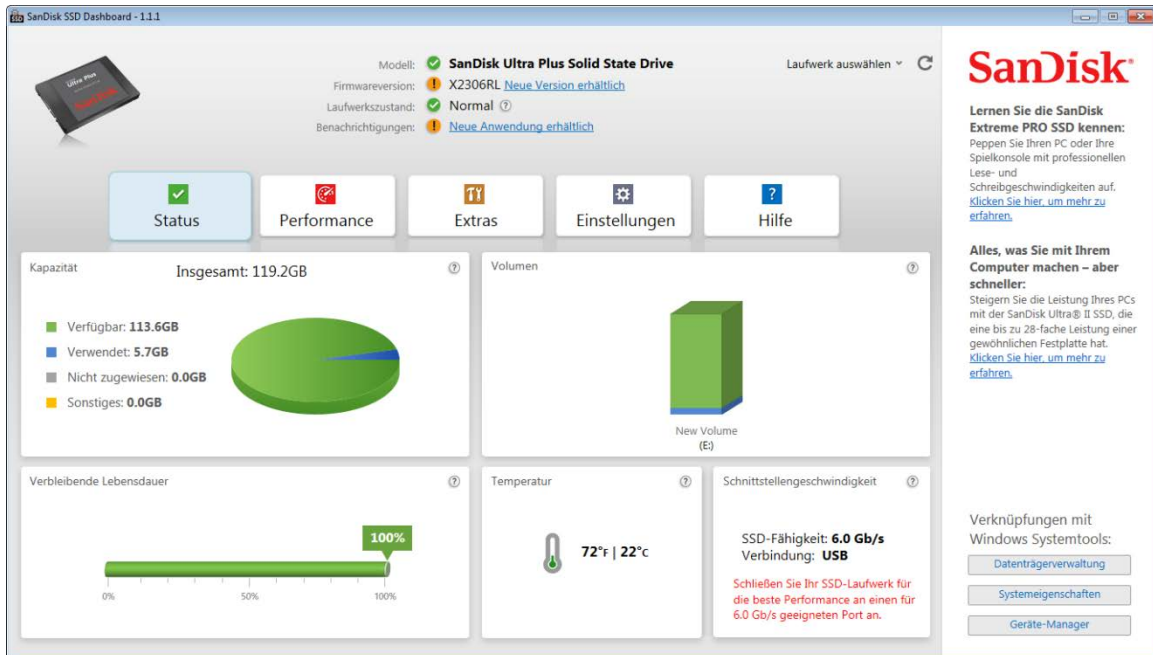 SanDisk SSD Dashboard - 1.1.1
Modell: SanDisk Ultra Plus Solid State Drive
Laufwerk auswählen
Firmwareversion: X2306RL Neue Version erhältlich
Laufwerkszustand: Normal
Benachrichtigungen: Neue Anwendung erhältlich
Ultra Plus
SanDisk
Status
Performance
Extras
Einstellungen
Hilfe
Kapazität
Insgesamt: 119.2GB
Verfügbar: 113.6GB
Verwendet: 5.7GB
Nicht zugewiesen: 0.0GB
Sonstiges: 0.0GB
Volumen
New Volume
(E:)
Verbleibende Lebensdauer
100%
0%
50%
100%
Temperatur
72°F | 22°C
Schnittstellengeschwindigkeit
SSD-Fähigkeit: 6.0 Gb/s
Verbindung: USB
Schließen Sie Ihr SSD-Laufwerk für
die beste Performance an einen für
6.0 Gb/s geeigneten Port an.
SanDisk
Lernen Sie die SanDisk
Extreme PRO SSD kennen:
Peppen Sie Ihren PC oder Ihre
Spielkonsole mit professionellen
Lese- und
Schreibgeschwindigkeiten auf.
Klicken Sie hier, um mehr zu
erfahren.
Alles, was Sie mit Ihrem
Computer machen – aber
schneller:
Steigern Sie die Leistung Ihres PCs
mit der SanDisk Ultra® II SSD, die
eine bis zu 28-fache Leistung einer
gewöhnlichen Festplatte hat.
Klicken Sie hier, um mehr zu
erfahren.
Verknüpfungen mit
Windows Systemtools:
Datenträgerverwaltung
Systemeigenschaften
Geräte-Manager